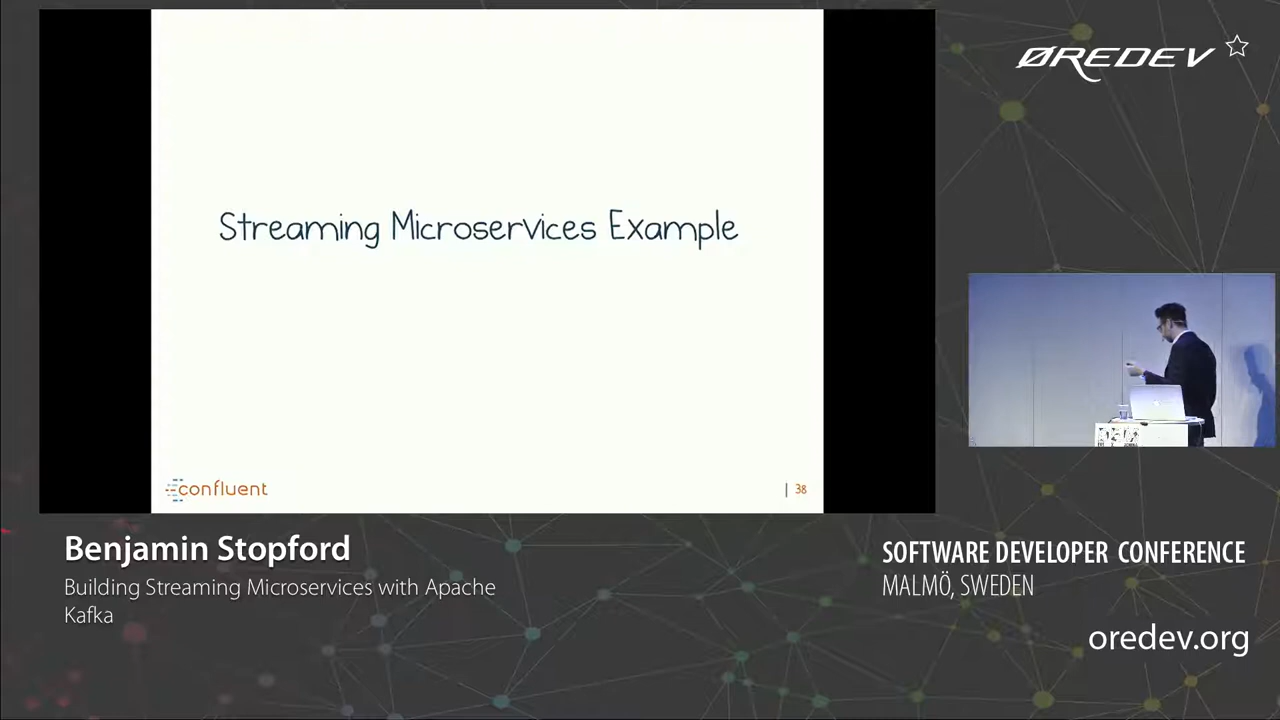 ØREDEV
Streaming Microservices Example
confluent
| 38
Benjamin Stopford
Building Streaming Microservices with Apache
Kafka
SOFTWARE DEVELOPER CONFERENCE
MALMÖ, SWEDEN
oredev.org